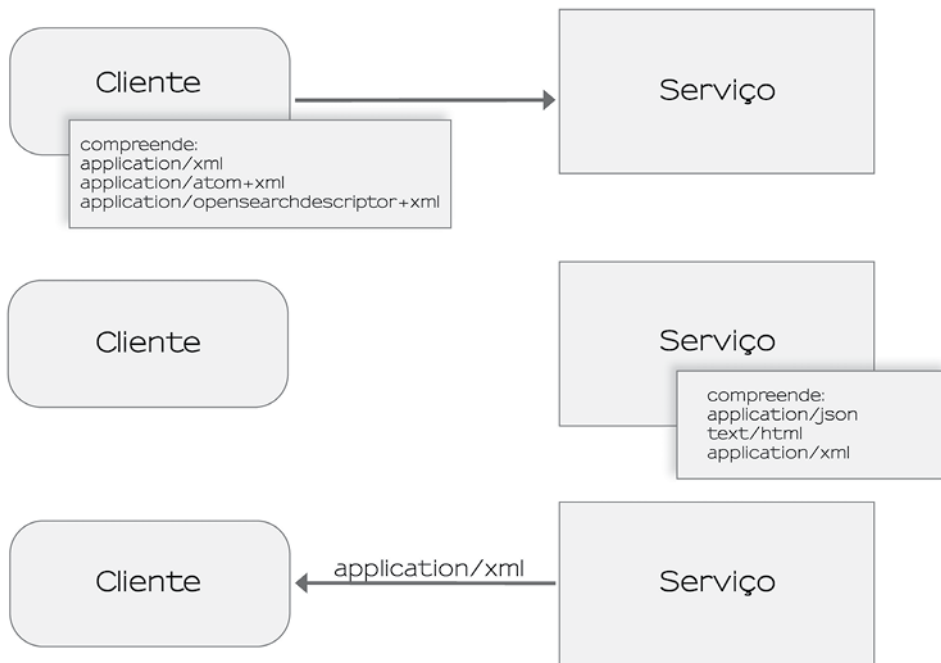 Cliente
Serviço
compreende:
application/xml
application/atom+xml
application/opensearchdescriptor+xml
Cliente
Serviço
compreende:
application/json
text/html
application/xml
Cliente
application/xml
Serviço